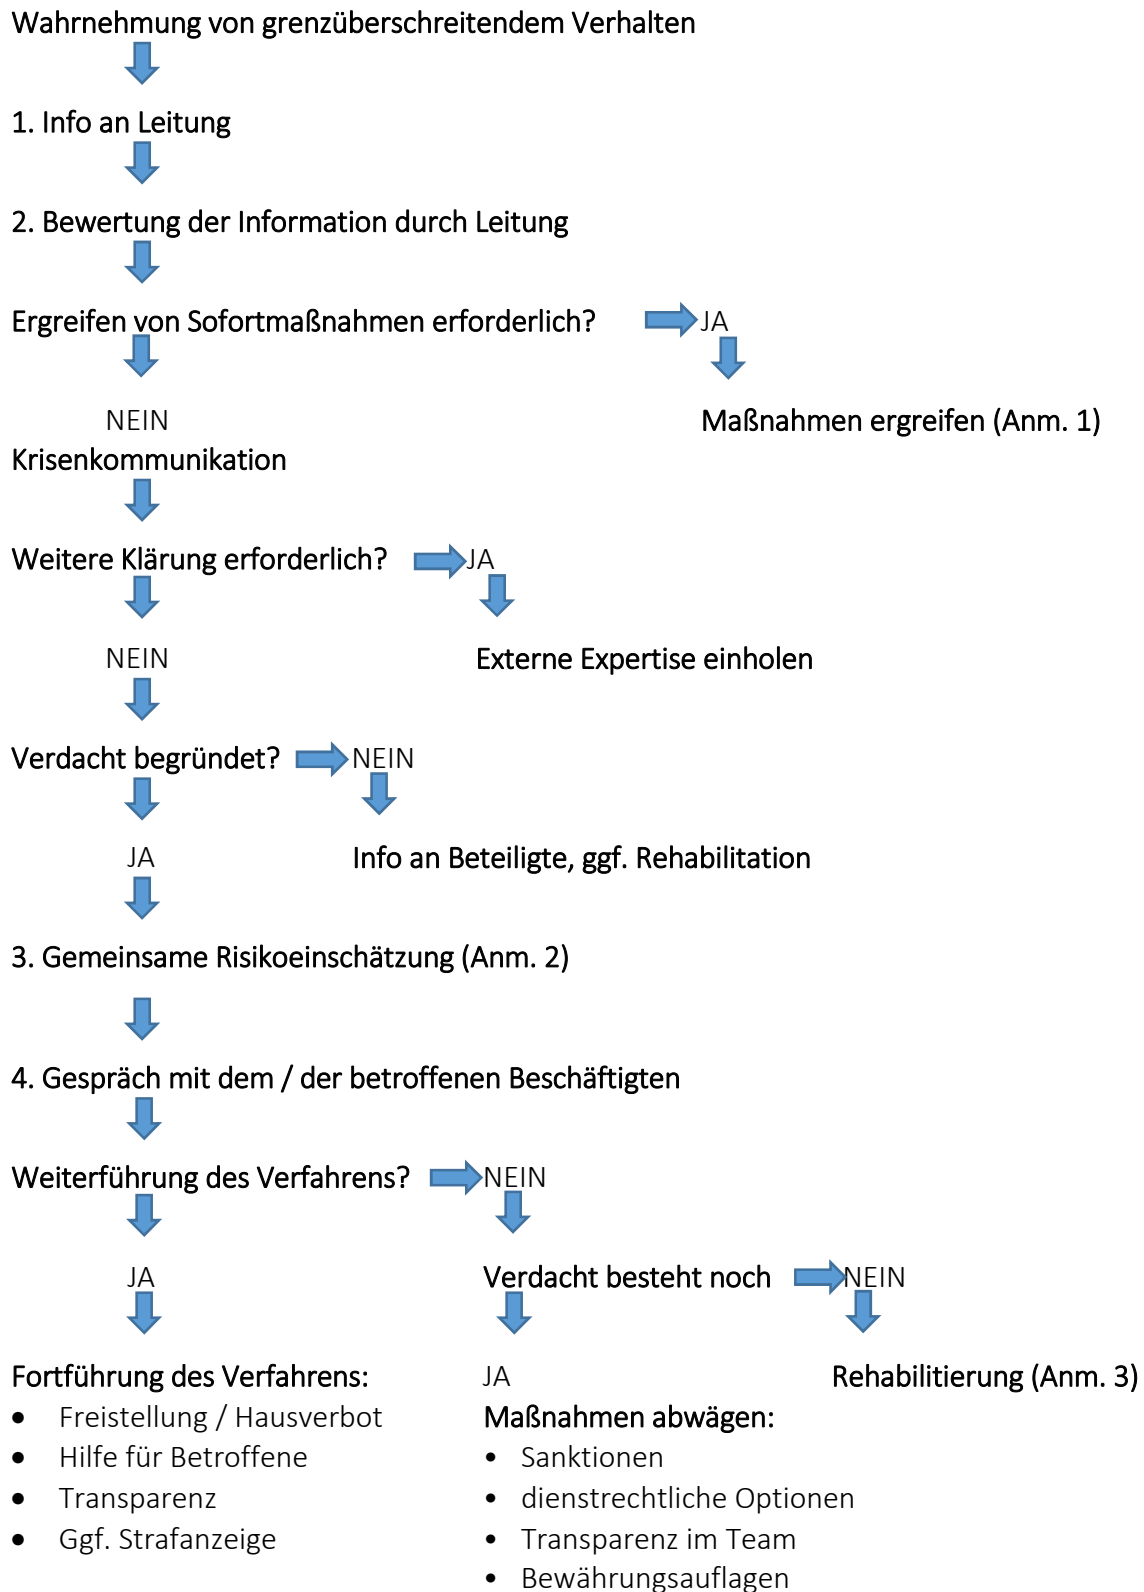 Wahrnehmung von grenzüberschreitendem Verhalten
1. Info an Leitung
2. Bewertung der Information durch Leitung
Ergreifen von Sofortmaßnahmen erforderlich? JA
NEIN Maßnahmen ergreifen (Anm. 1)
Krisenkommunikation
Weitere Klärung erforderlich? JA
NEIN Externe Expertise einholen
Verdacht begründet? NEIN
JA Info an Beteiligte, ggf. Rehabilitation
3. Gemeinsame Risikoeinschätzung (Anm. 2)
4. Gespräch mit dem / der betroffenen Beschäftigten
Weiterführung des Verfahrens? NEIN
JA Verdacht besteht noch NEIN
Fortführung des Verfahrens: JA Rehabilitierung (Anm. 3)
• Freistellung / Hausverbot Maßnahmen abwägen:
• Hilfe für Betroffene • Sanktionen
• Transparenz • dienstrechtliche Optionen
• Ggf. Strafanzeige • Transparenz im Team
• Bewährungsauflagen